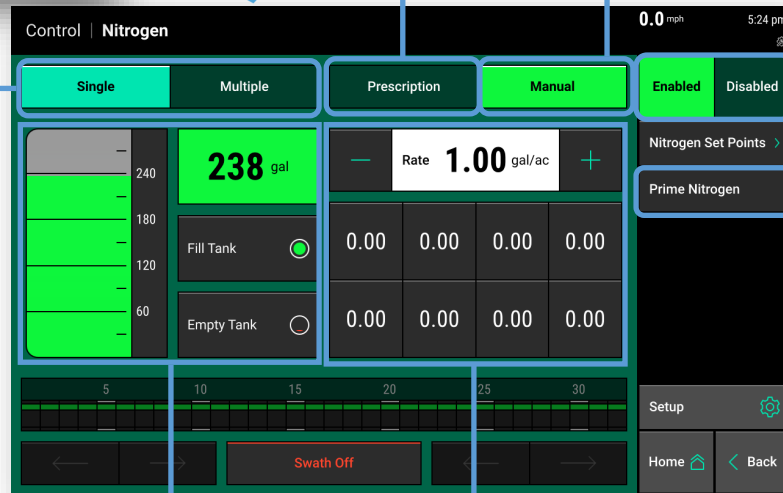 Control | Nitrogen
0.0 mph
5:24 pm
Single
Multiple
Prescription
Manual
Enabled
Disabled
240
180
120
60
238 gal
Fill Tank
Empty Tank
— Rate 1.00 gal/ac +
0.00 0.00 0.00 0.00
0.00 0.00 0.00 0.00
Nitrogen Set Points >
Prime Nitrogen
5 10 15 20 25 30
Swath Off
Setup
Home
< Back